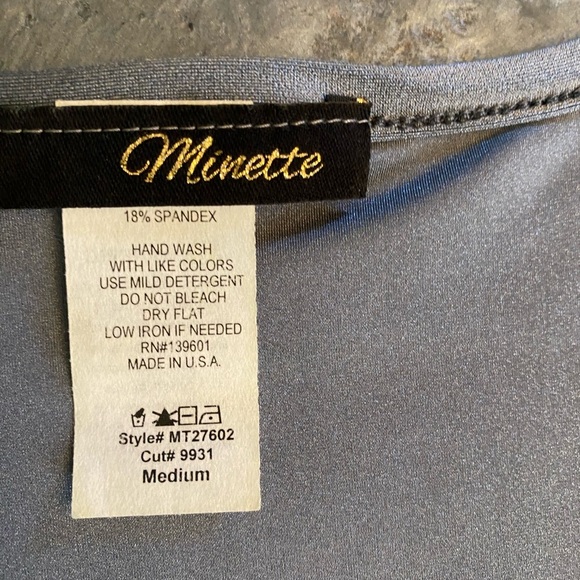 Minette
18% SPANDEX
HAND WASH
WITH LIKE COLORS
USE MILD DETERGENT
DO NOT BLEACH
DRY FLAT
LOW IRON IF NEEDED
RN#139601
MADE IN U.S.A.
Style# MT27602
Cut# 9931
Medium